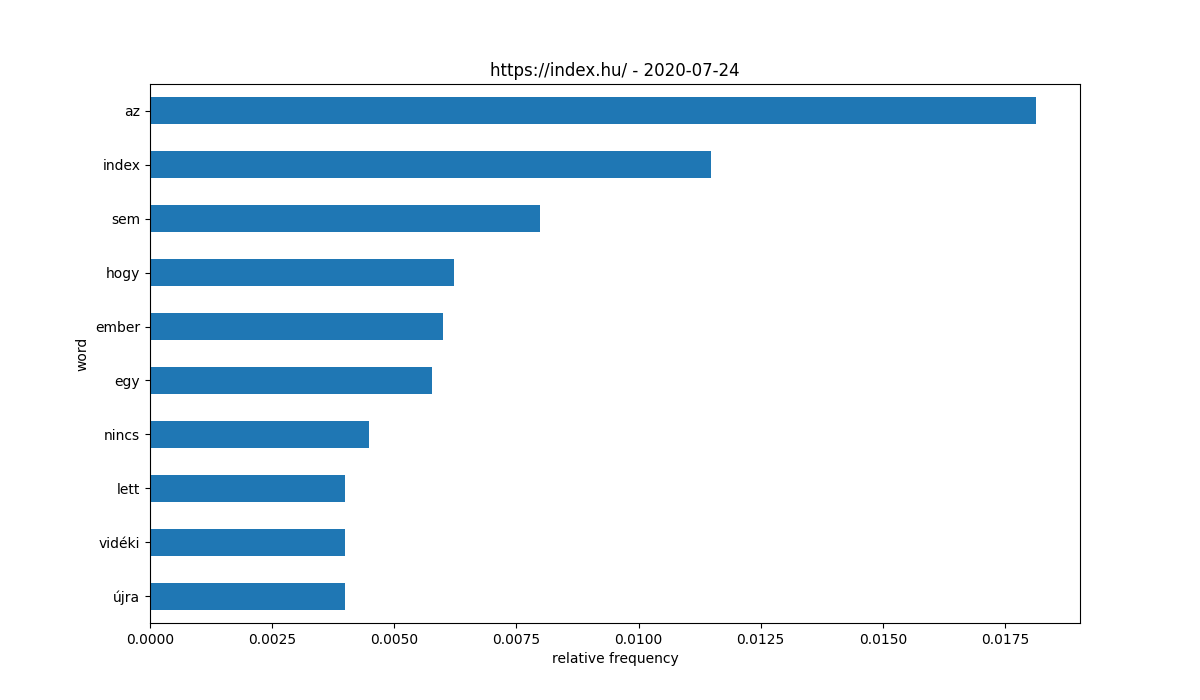 https://index.hu/ - 2020-07-24
az
index
sem
hogy
ember
egy
nincs
lett
vidéki
újra
word
0.0000 0.0025 0.0050 0.0075 0.0100 0.0125 0.0150 0.0175
relative frequency